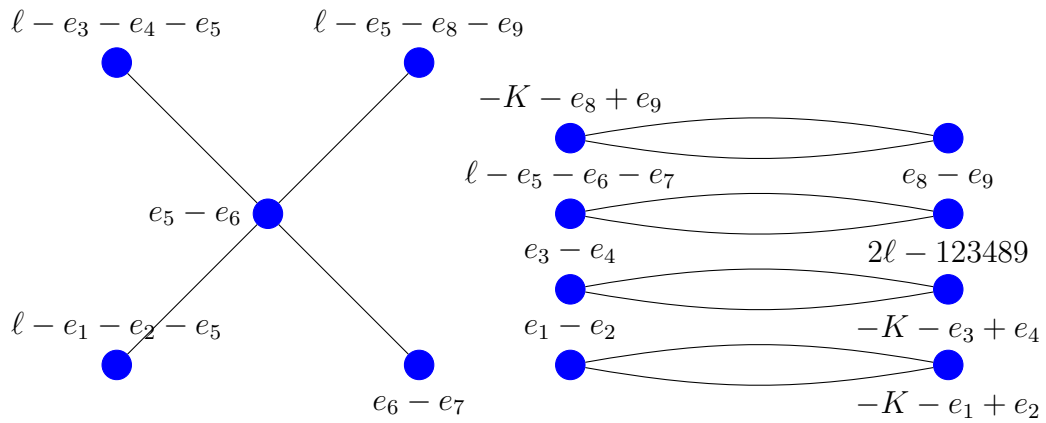 ℓ − e₃ − e₄ − e₅
ℓ − e₅ − e₈ − e₉
e₅ − e₆
ℓ − e₁ − e₂ − e₅
e₆ − e₇
−K − e₈ + e₉
e₈ − e₉
ℓ − e₅ − e₆ − e₇
2ℓ − 123489
e₃ − e₄
−K − e₃ + e₄
e₁ − e₂
−K − e₁ + e₂